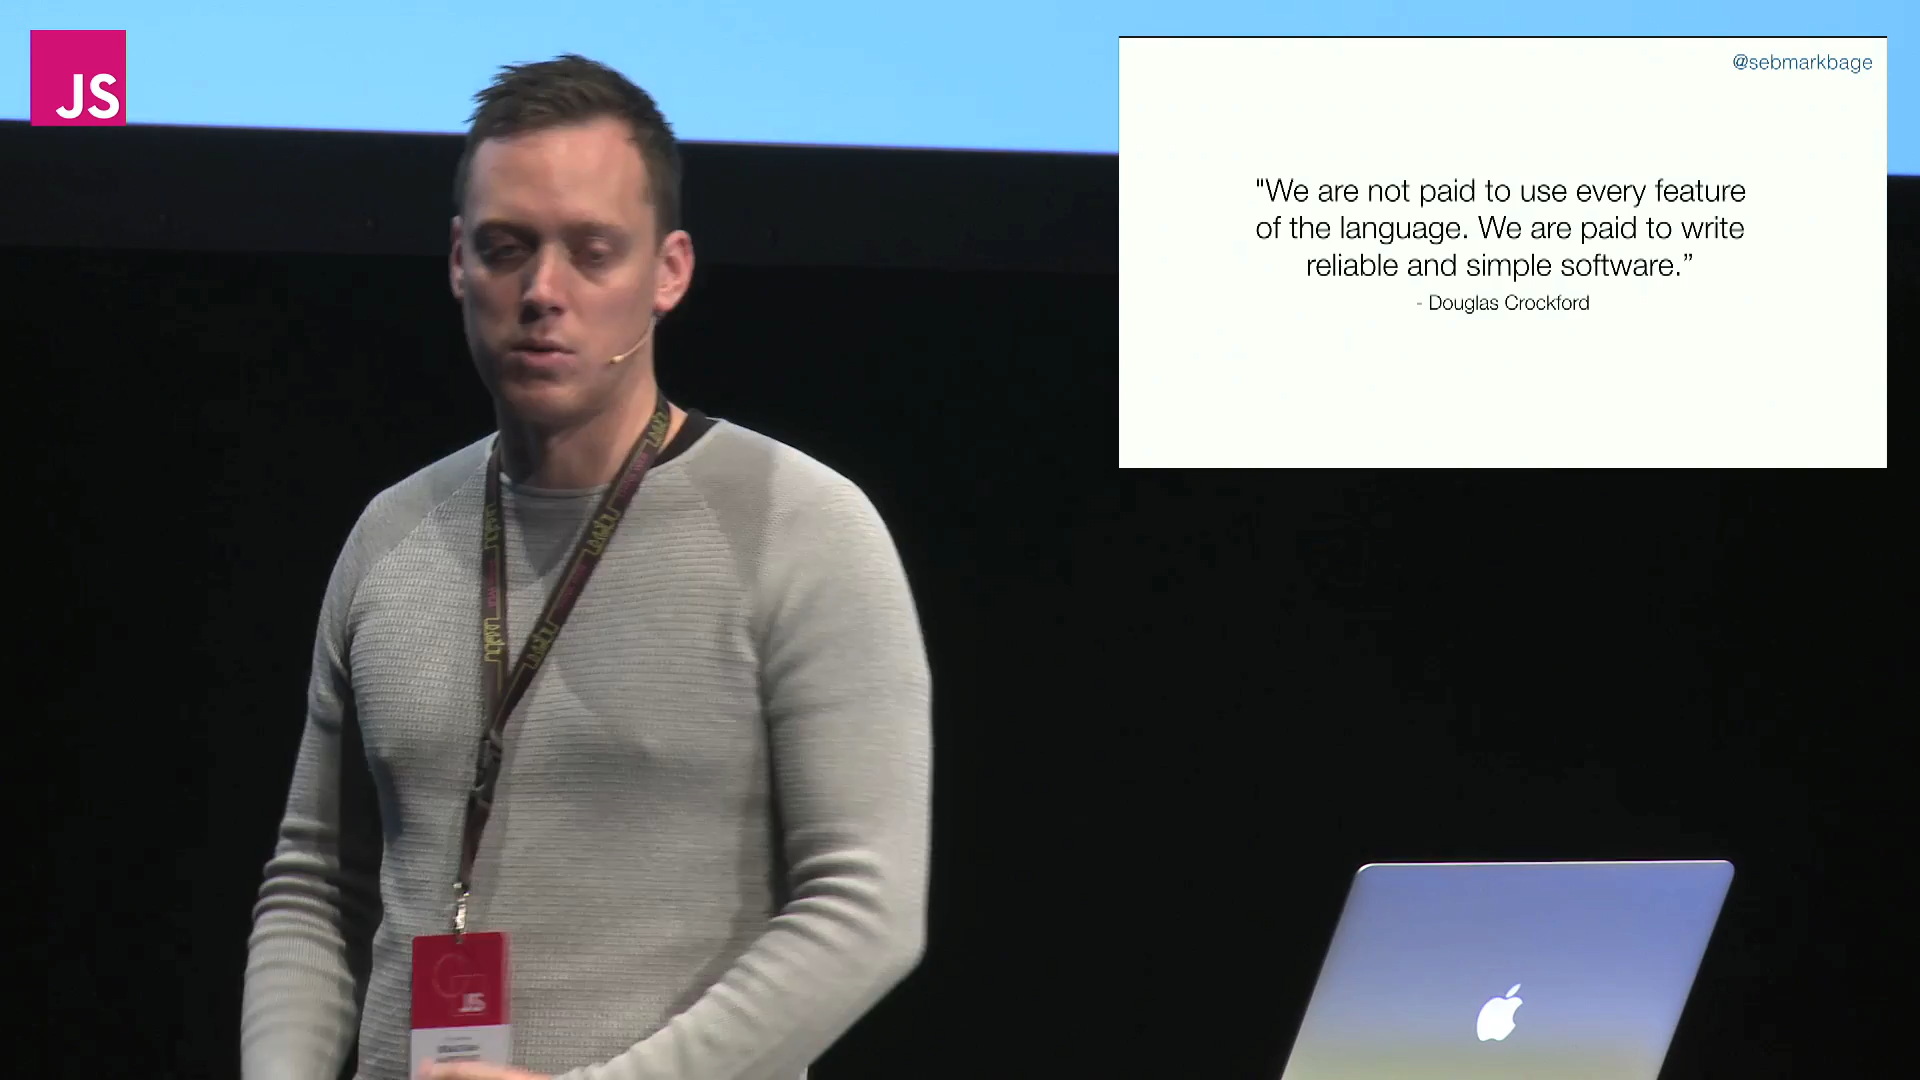 JS
@sebmarkbage
"We are not paid to use every feature
of the language. We are paid to write
reliable and simple software.”
- Douglas Crockford
JS